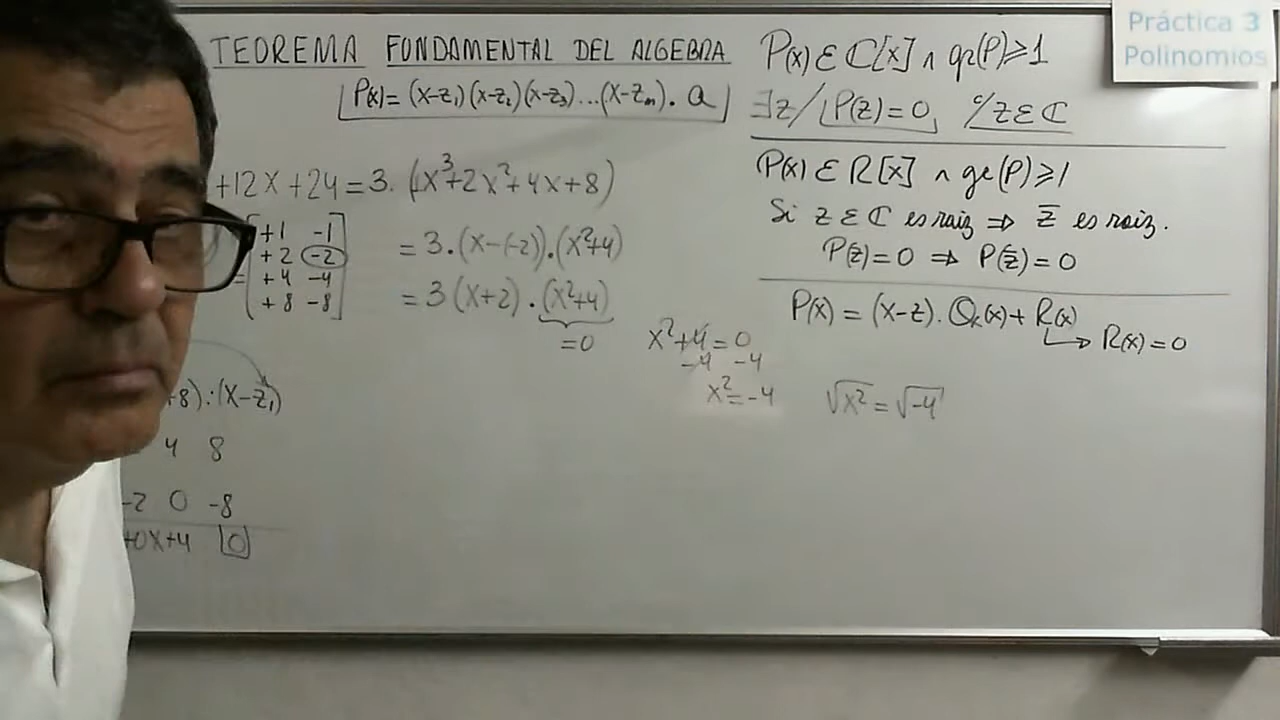 Práctica 3
Polinomios
TEOREMA FUNDAMENTAL DEL ALGEBRA
P(x) = (x-z₁)(x-z₂)(x-z₃)...(x-zₘ). a
+12x+24=3. (1x³+2x²+4x+8)
+1 -1
+2 -2
+4 -4
+8 -8
= 3.(x-(-2)).(x²+4)
= 3(x+2).(x²+4)
=0
8):(x-z₁)
4 8
-2 0 -8
+0x+4 0
x²+4=0
-4 -4
x²=-4
√x² = √-4
P(x) ∈ ℂ[x] ∧ gr(P)⩾1
∃z/P(z)=0, c/z∈ℂ
P(x) ∈ R[x] ∧ gr(P)⩾1
Si z ∈ ℂ es raiz ⇒ z̄ es raiz.
P(z)=0 ⇒ P(z̄)=0
P(x) = (x-z). Qₖ(x)+ R(x)
↳ R(x)=0